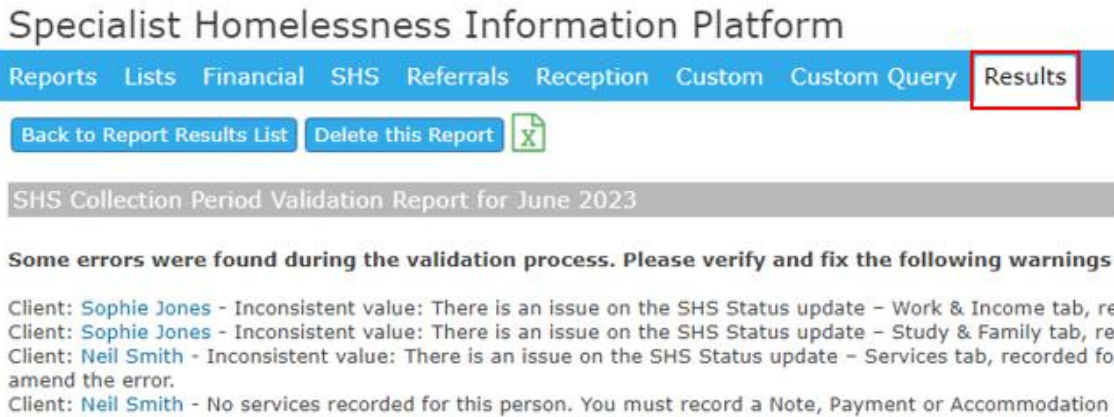 Specialist Homelessness Information Platform
Reports Lists Financial SHS Referrals Reception Custom Custom Query Results
Back to Report Results List Delete this Report
SHS Collection Period Validation Report for June 2023
Some errors were found during the validation process. Please verify and fix the following warnings
Client: Sophie Jones - Inconsistent value: There is an issue on the SHS Status update – Work & Income tab, re
Client: Sophie Jones - Inconsistent value: There is an issue on the SHS Status update – Study & Family tab, re
Client: Neil Smith - Inconsistent value: There is an issue on the SHS Status update – Services tab, recorded fo
amend the error.
Client: Neil Smith - No services recorded for this person. You must record a Note, Payment or Accommodation